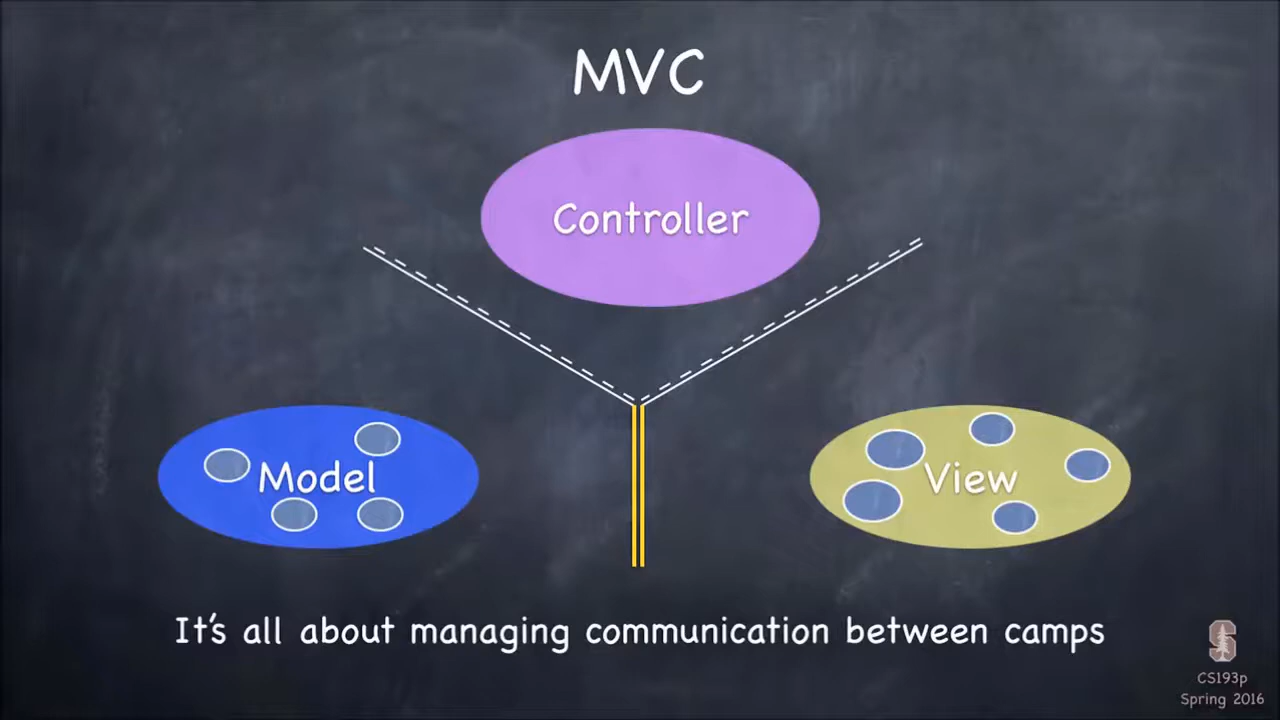 MVC
Controller
Model
View
It's all about managing communication between camps
CS193p
Spring 2016